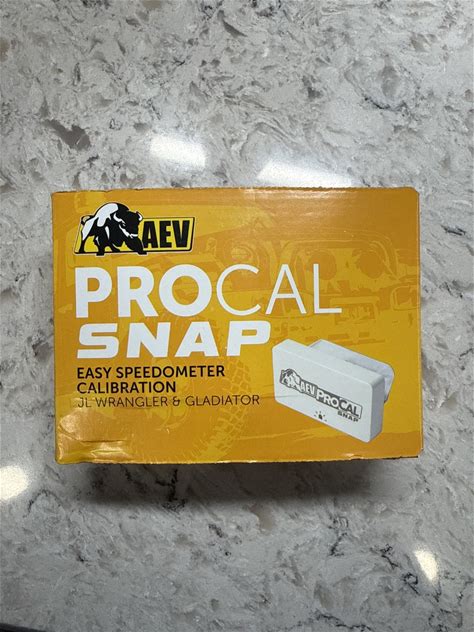 AEV
PROCAL
SNAP
EASY SPEEDOMETER
CALIBRATION
JL WRANGLER & GLADIATOR
AEV PROCAL
SNAP